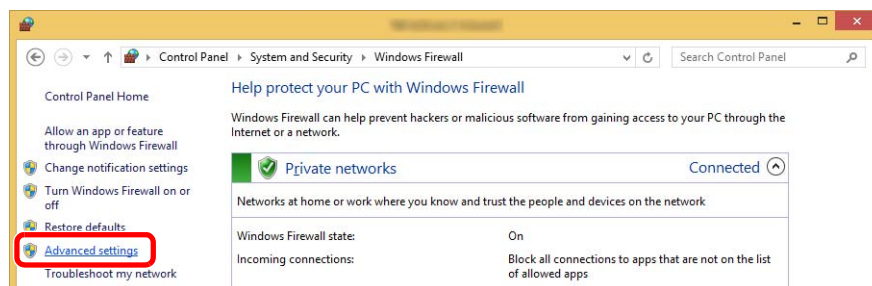 Control Panel ▸ System and Security ▸ Windows Firewall
Search Control Panel
Control Panel Home
Allow an app or feature
through Windows Firewall
Change notification settings
Turn Windows Firewall on or
off
Restore defaults
Advanced settings
Troubleshoot my network
Help protect your PC with Windows Firewall
Windows Firewall can help prevent hackers or malicious software from gaining access to your PC through the
Internet or a network.
Private networks
Connected
Networks at home or work where you know and trust the people and devices on the network
Windows Firewall state: On
Incoming connections: Block all connections to apps that are not on the list
of allowed apps